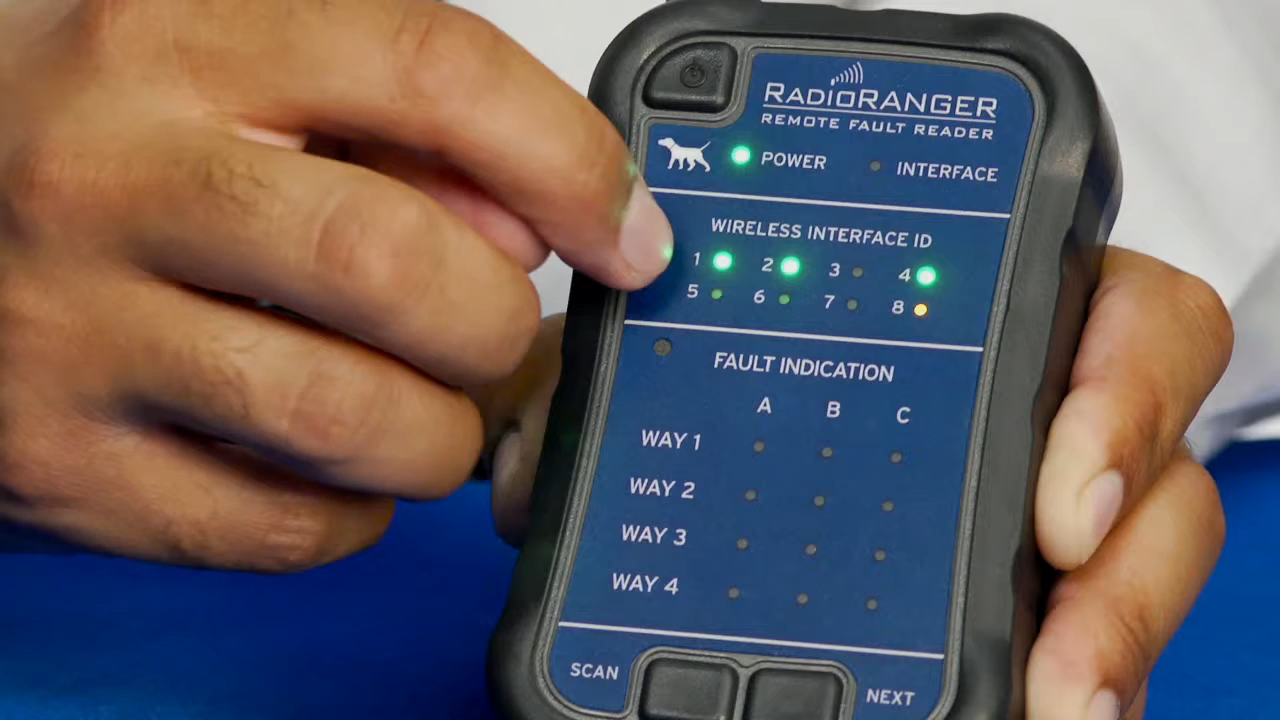 RADIORANGER
REMOTE FAULT READER
POWER INTERFACE
WIRELESS INTERFACE ID
1 2 3 4
5 6 7 8
FAULT INDICATION
A B C
WAY 1
WAY 2
WAY 3
WAY 4
SCAN NEXT